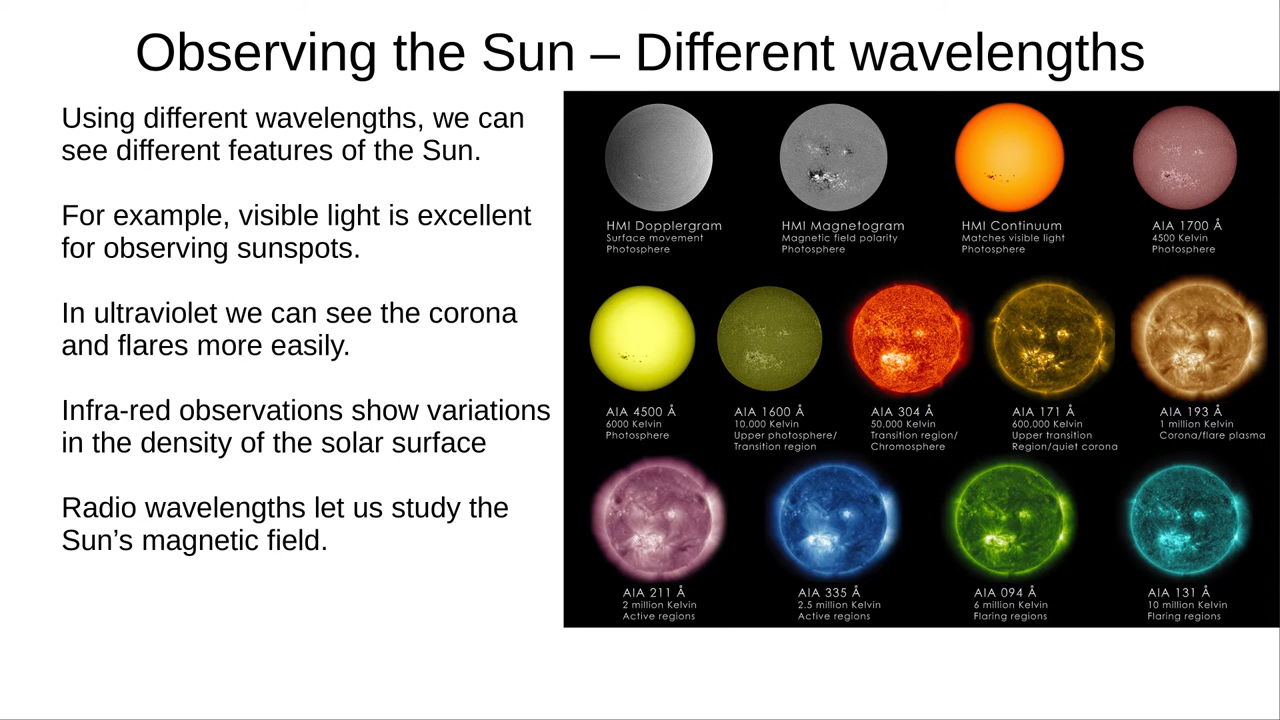 Observing the Sun – Different wavelengths
Using different wavelengths, we can
see different features of the Sun.
For example, visible light is excellent
for observing sunspots.
In ultraviolet we can see the corona
and flares more easily.
Infra-red observations show variations
in the density of the solar surface
Radio wavelengths let us study the
Sun’s magnetic field.
HMI Dopplergram
Surface movement
Photosphere
HMI Magnetogram
Magnetic field polarity
Photosphere
HMI Continuum
Matches visible light
Photosphere
AIA 1700 Å
4500 Kelvin
Photosphere
AIA 4500 Å
6000 Kelvin
Photosphere
AIA 1600 Å
10,000 Kelvin
Upper photosphere/
Transition region
AIA 304 Å
50,000 Kelvin
Transition region/
Chromosphere
AIA 171 Å
600,000 Kelvin
Upper transition
Region/quiet corona
AIA 193 Å
1 million Kelvin
Corona/flare plasma
AIA 211 Å
2 million Kelvin
Active regions
AIA 335 Å
2.5 million Kelvin
Active regions
AIA 094 Å
6 million Kelvin
Flaring regions
AIA 131 Å
10 million Kelvin
Flaring regions